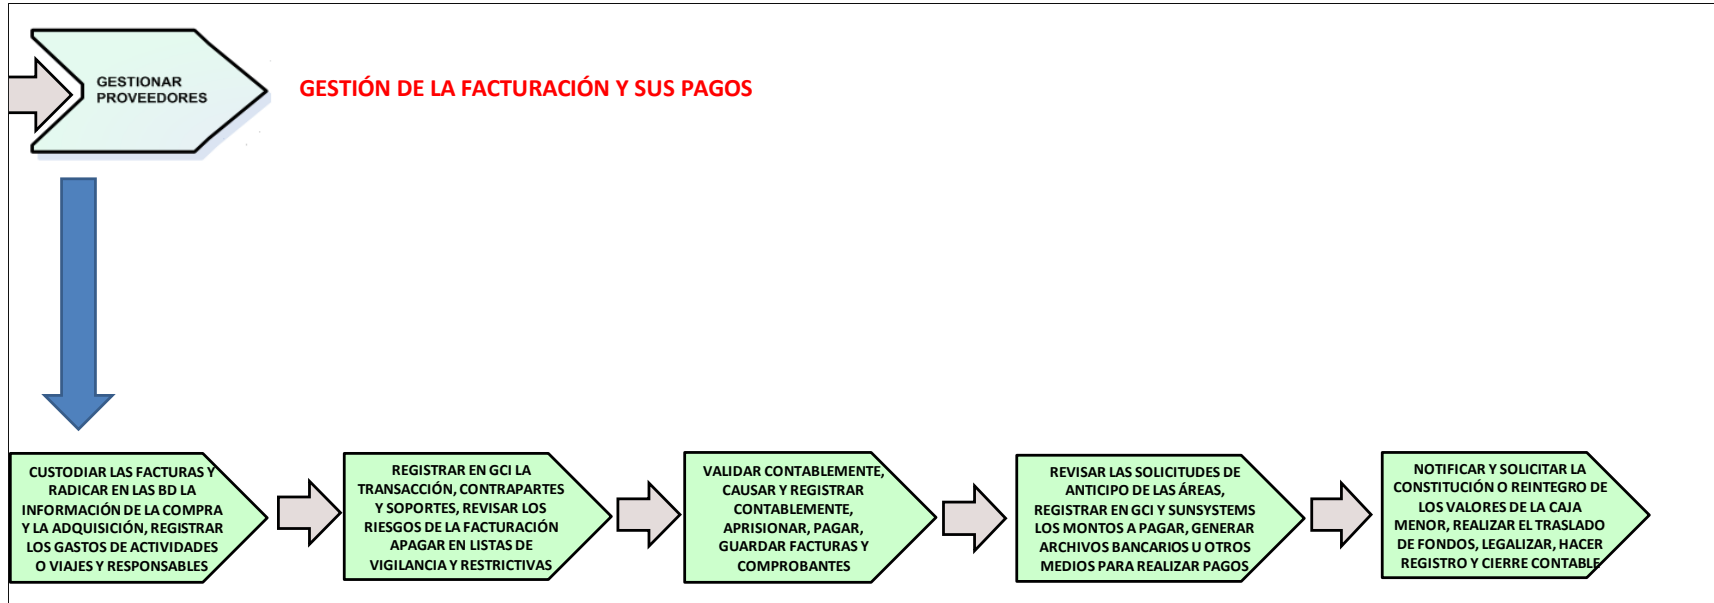 GESTIONAR
PROVEEDORES
GESTIÓN DE LA FACTURACIÓN Y SUS PAGOS
CUSTODIAR LAS FACTURAS Y
RADICAR EN LAS BD LA
INFORMACIÓN DE LA COMPRA
Y LA ADQUISICIÓN, REGISTRAR
LOS GASTOS DE ACTIVIDADES
O VIAJES Y RESPONSABLES
REGISTRAR EN GCI LA
TRANSACCIÓN, CONTRAPARTES
Y SOPORTES, REVISAR LOS
RIESGOS DE LA FACTURACIÓN
APAGAR EN LISTAS DE
VIGILANCIA Y RESTRICTIVAS
VALIDAR CONTABLEMENTE,
CAUSAR Y REGISTRAR
CONTABLEMENTE,
APRISIONAR, PAGAR,
GUARDAR FACTURAS Y
COMPROBANTES
REVISAR LAS SOLICITUDES DE
ANTICIPO DE LAS ÁREAS,
REGISTRAR EN GCI Y SUNSYSTEMS
LOS MONTOS A PAGAR, GENERAR
ARCHIVOS BANCARIOS U OTROS
MEDIOS PARA REALIZAR PAGOS
NOTIFICAR Y SOLICITAR LA
CONSTITUCIÓN O REINTEGRO DE
LOS VALORES DE LA CAJA
MENOR, REALIZAR EL TRASLADO
DE FONDOS, LEGALIZAR, HACER
REGISTRO Y CIERRE CONTABLE